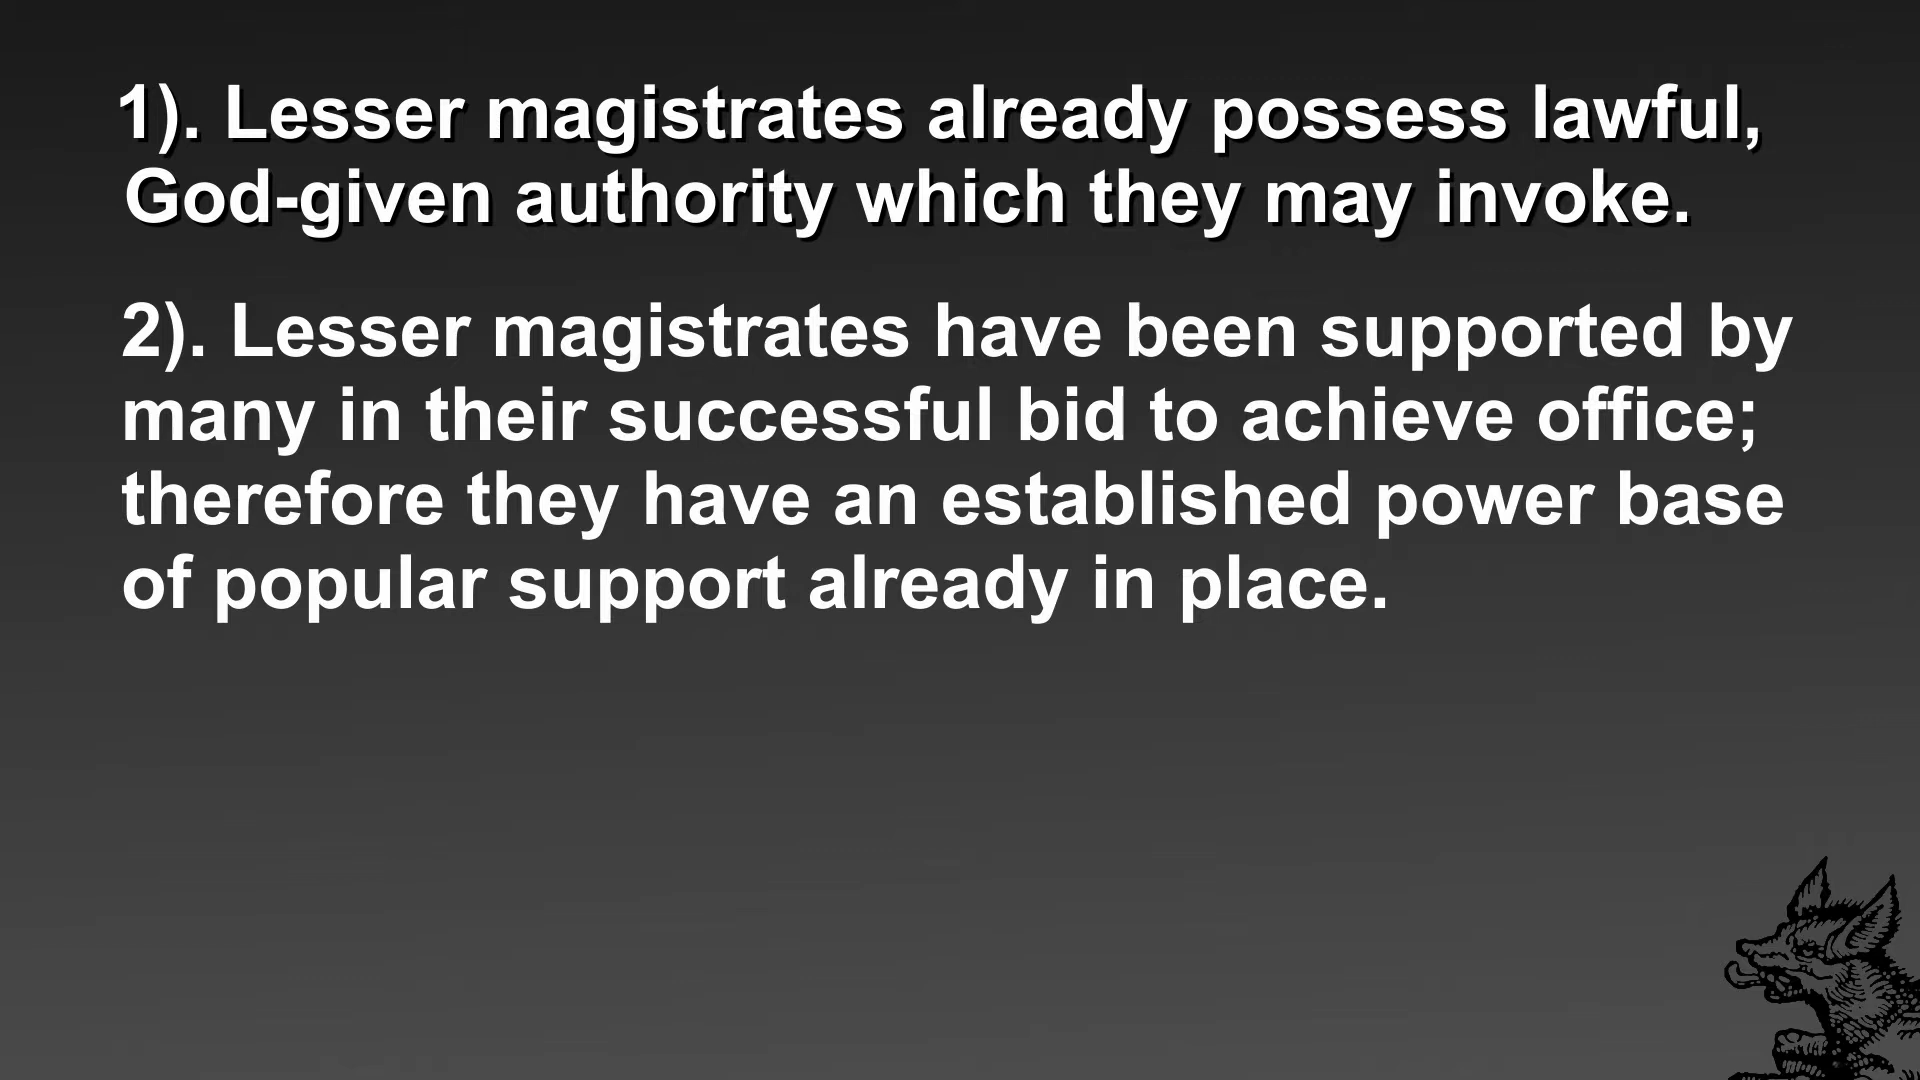 1). Lesser magistrates already possess lawful,
God-given authority which they may invoke.
2). Lesser magistrates have been supported by
many in their successful bid to achieve office;
therefore they have an established power base
of popular support already in place.